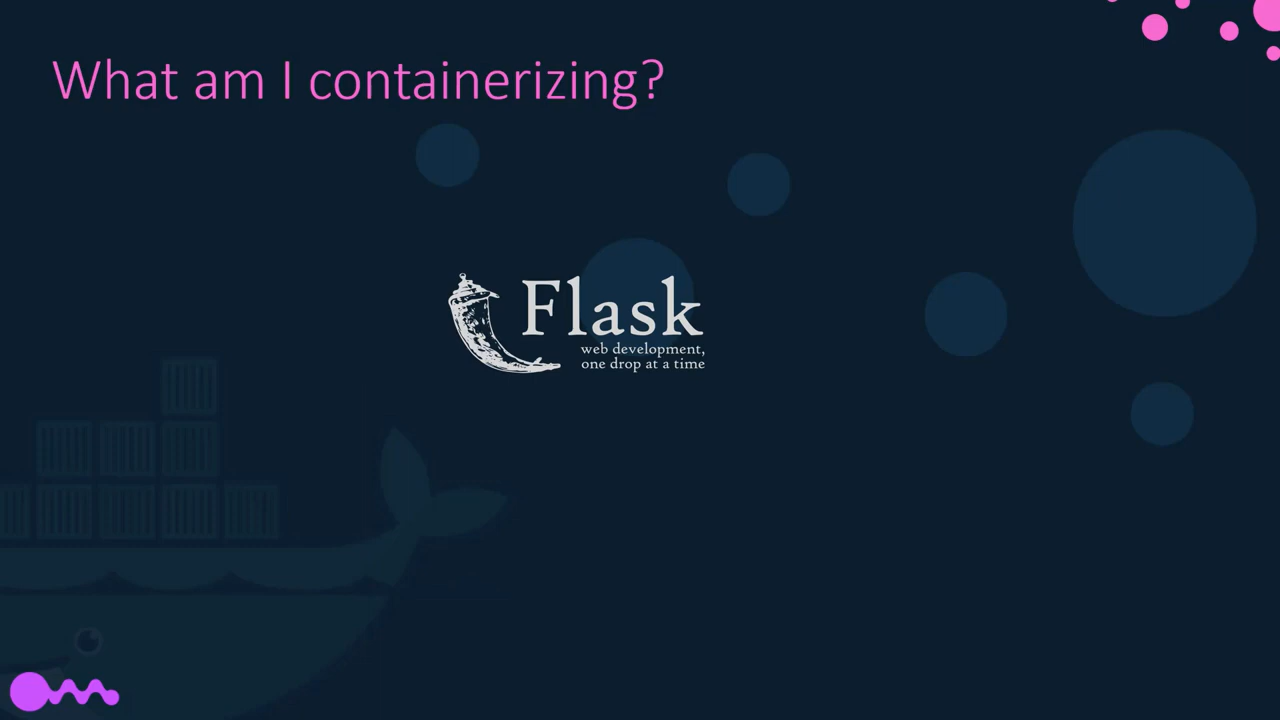 What am I containerizing?
Flask
web development,
one drop at a time